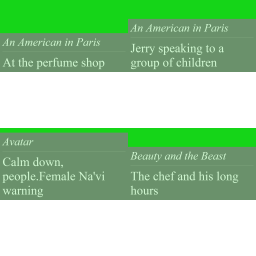 An American in Paris
At the perfume shop
An American in Paris
Jerry speaking to a
group of children
Avatar
Calm down,
people.Female Na'vi
warning
Beauty and the Beast
The chef and his long
hours